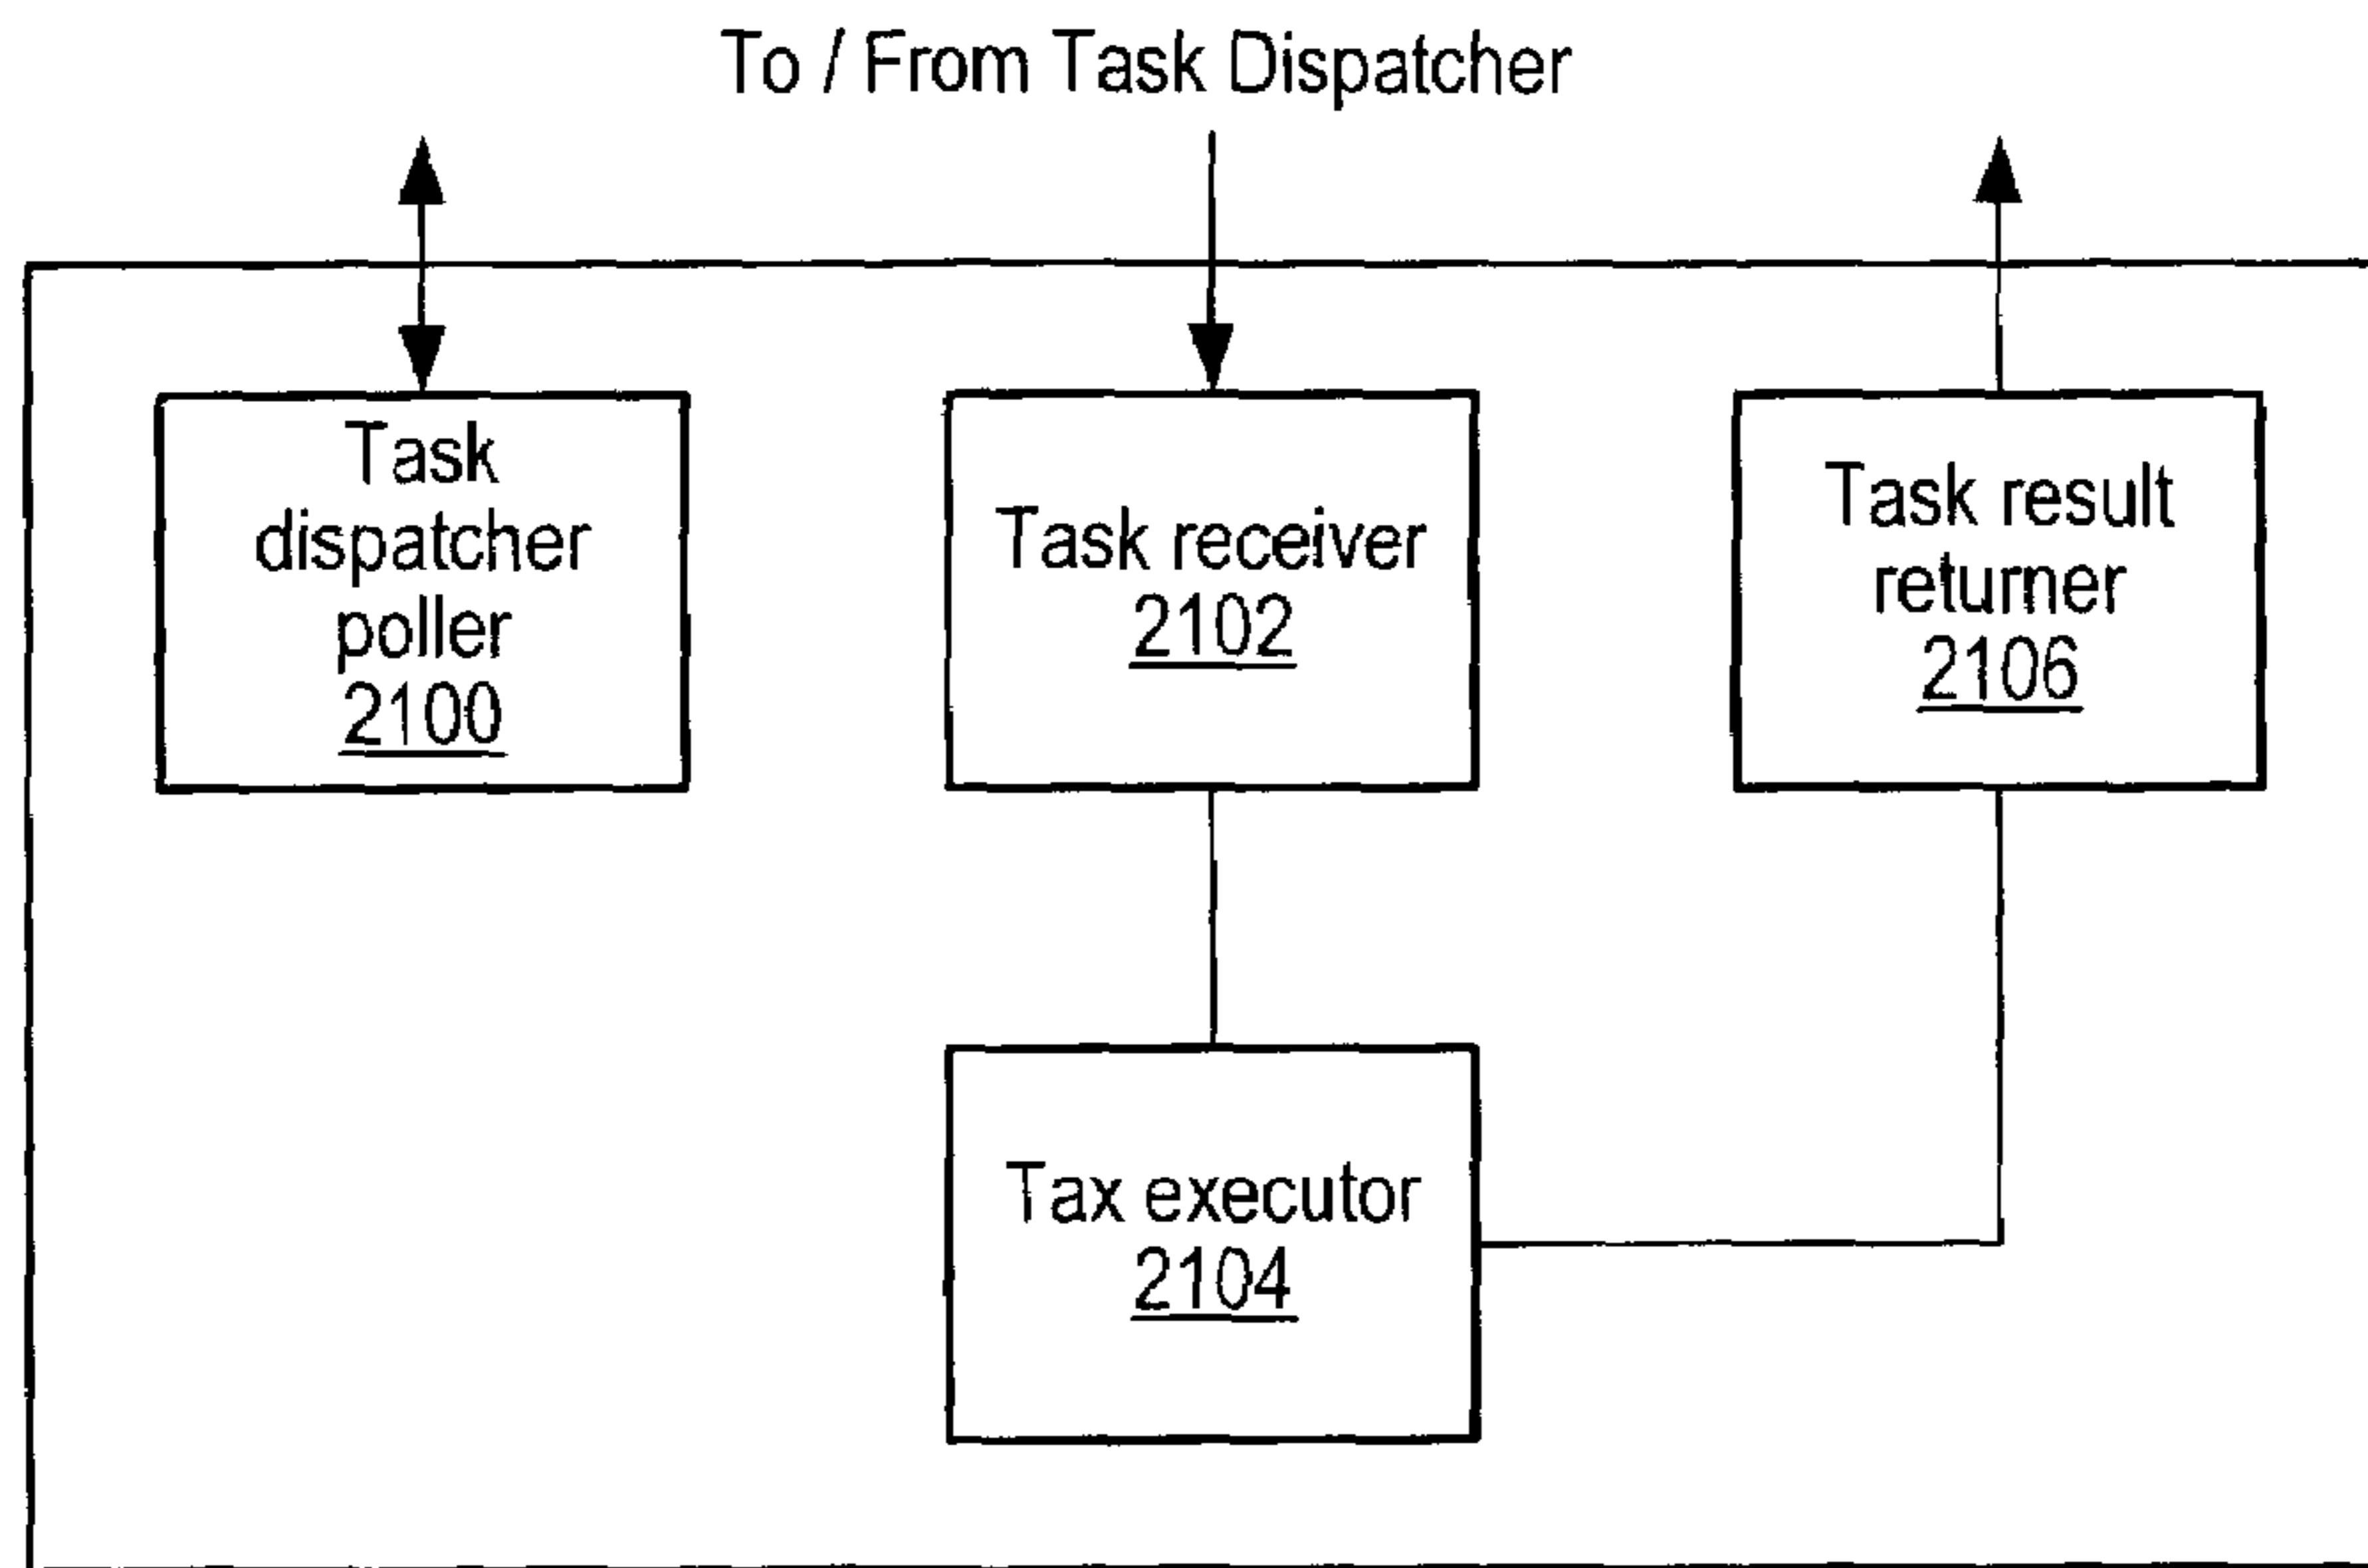 To / From Task Dispatcher
Task
dispatcher
poller
2100
Task receiver
2102
Task result
returner
2106
Tax executor
2104